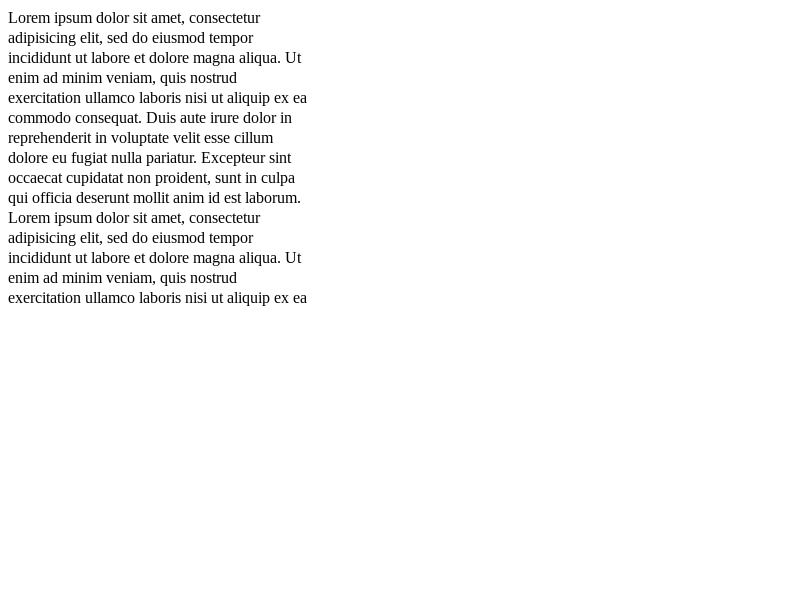 Lorem ipsum dolor sit amet, consectetur
adipisicing elit, sed do eiusmod tempor
incididunt ut labore et dolore magna aliqua. Ut
enim ad minim veniam, quis nostrud
exercitation ullamco laboris nisi ut aliquip ex ea
commodo consequat. Duis aute irure dolor in
reprehenderit in voluptate velit esse cillum
dolore eu fugiat nulla pariatur. Excepteur sint
occaecat cupidatat non proident, sunt in culpa
qui officia deserunt mollit anim id est laborum.
Lorem ipsum dolor sit amet, consectetur
adipisicing elit, sed do eiusmod tempor
incididunt ut labore et dolore magna aliqua. Ut
enim ad minim veniam, quis nostrud
exercitation ullamco laboris nisi ut aliquip ex ea